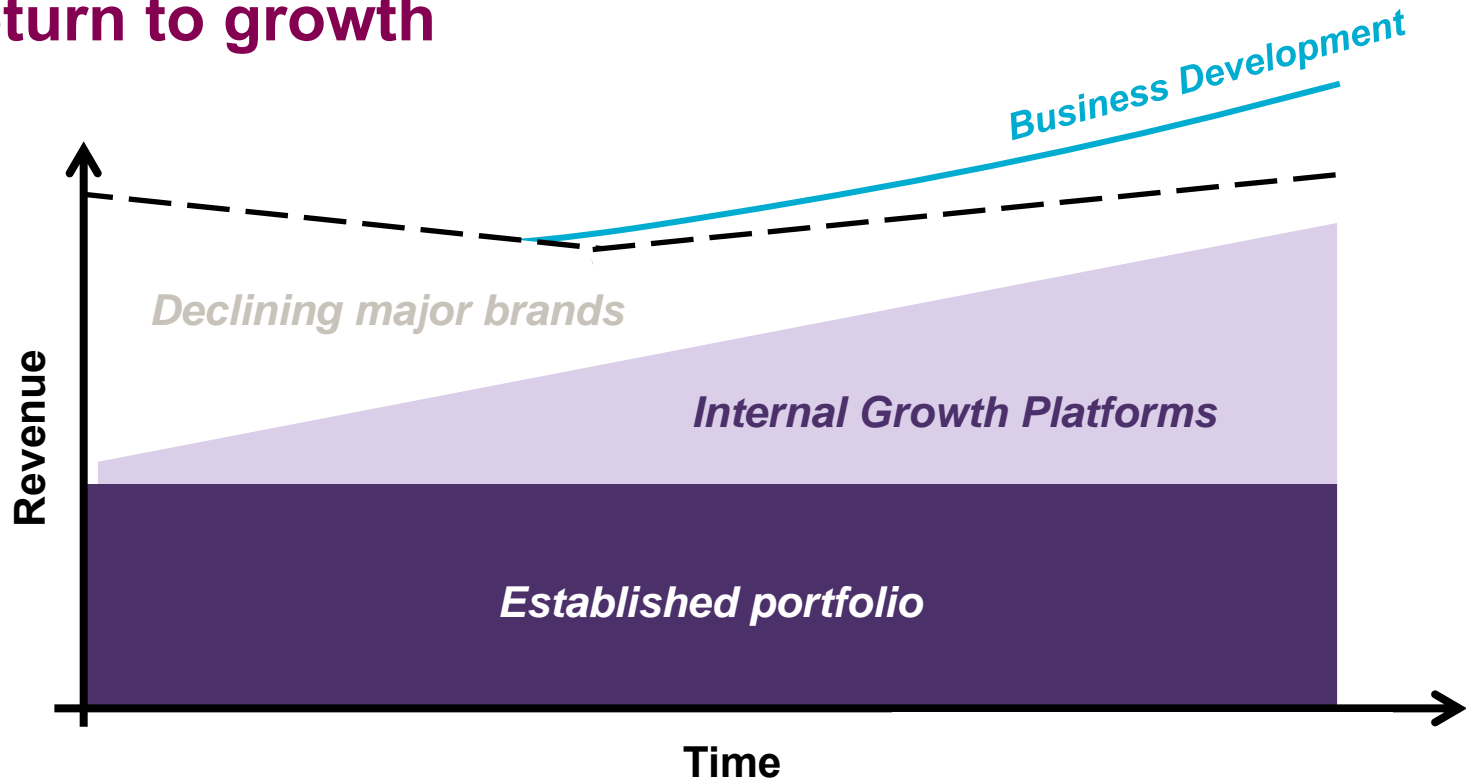 turn to growth
Business Development
Declining major brands
Revenue
Internal Growth Platforms
Established portfolio
Time